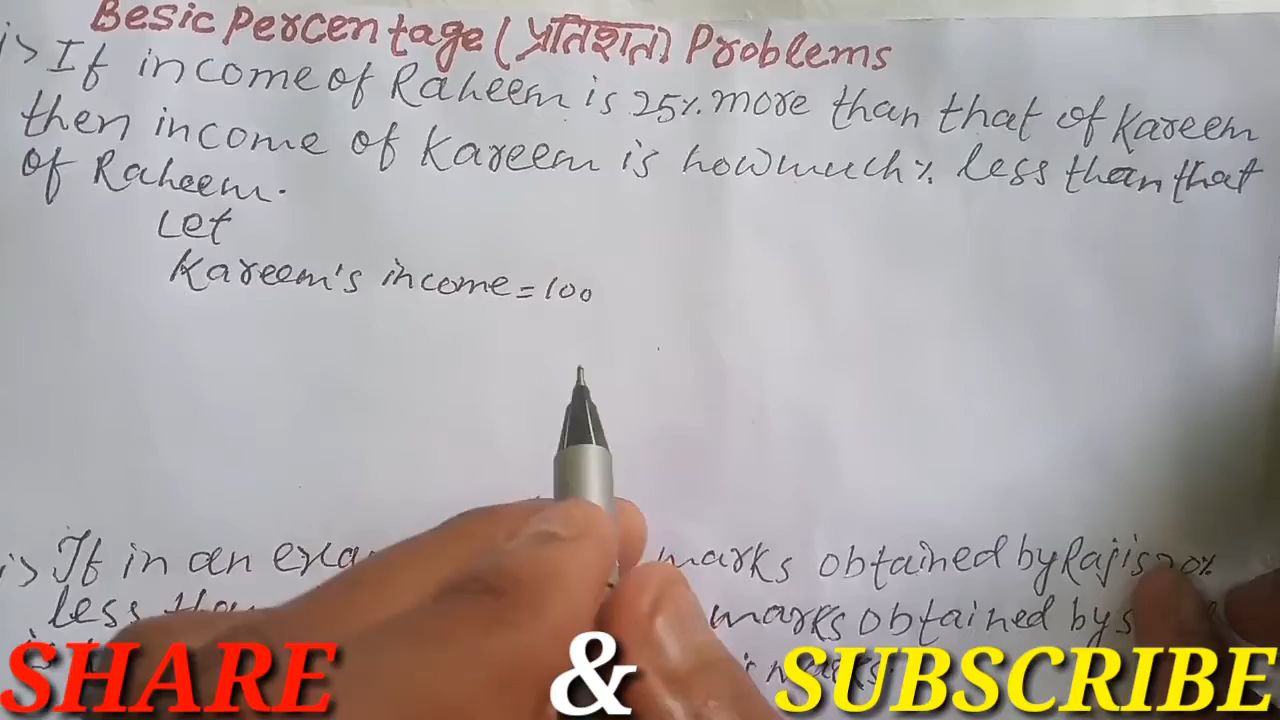 Besic percentage (प्रतिशत) Problems
i> If income of Raheem is 25% more than that of Kareem
then income of Kareem is howmuch % less than that
of Raheem.
Let
Kareem's income = 100
i> If in an exa marks obtained by Raj is 20%
less tha marks obtained by s
marks
SHARE & SUBSCRIBE